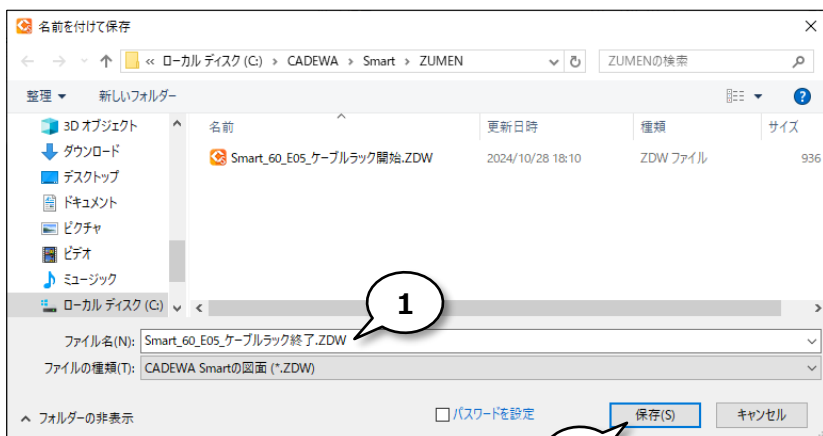 名前を付けて保存
« ローカル ディスク (C:) › CADEWA › Smart › ZUMEN
ZUMENの検索
整理
新しいフォルダー
3D オブジェクト
ダウンロード
デスクトップ
ドキュメント
ピクチャ
ビデオ
ミュージック
ローカル ディスク (C:)
名前 更新日時 種類 サイズ
Smart_60_E05_ケーブルラック開始.ZDW 2024/10/28 18:10 ZDW ファイル 936
1
ファイル名(N): Smart_60_E05_ケーブルラック終了.ZDW
ファイルの種類(T): CADEWA Smartの図面 (*.ZDW)
フォルダーの非表示
パスワードを設定
保存(S)
キャンセル